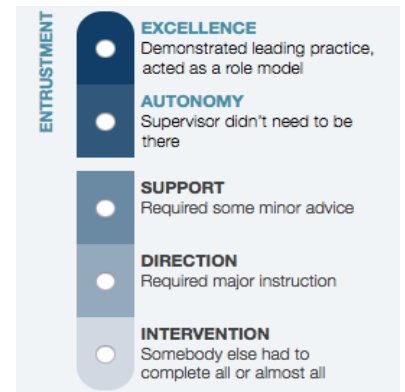 ENTRUSTMENT
EXCELLENCE
Demonstrated leading practice,
acted as a role model
AUTONOMY
Supervisor didn't need to be
there
SUPPORT
Required some minor advice
DIRECTION
Required major instruction
INTERVENTION
Somebody else had to
complete all or almost all